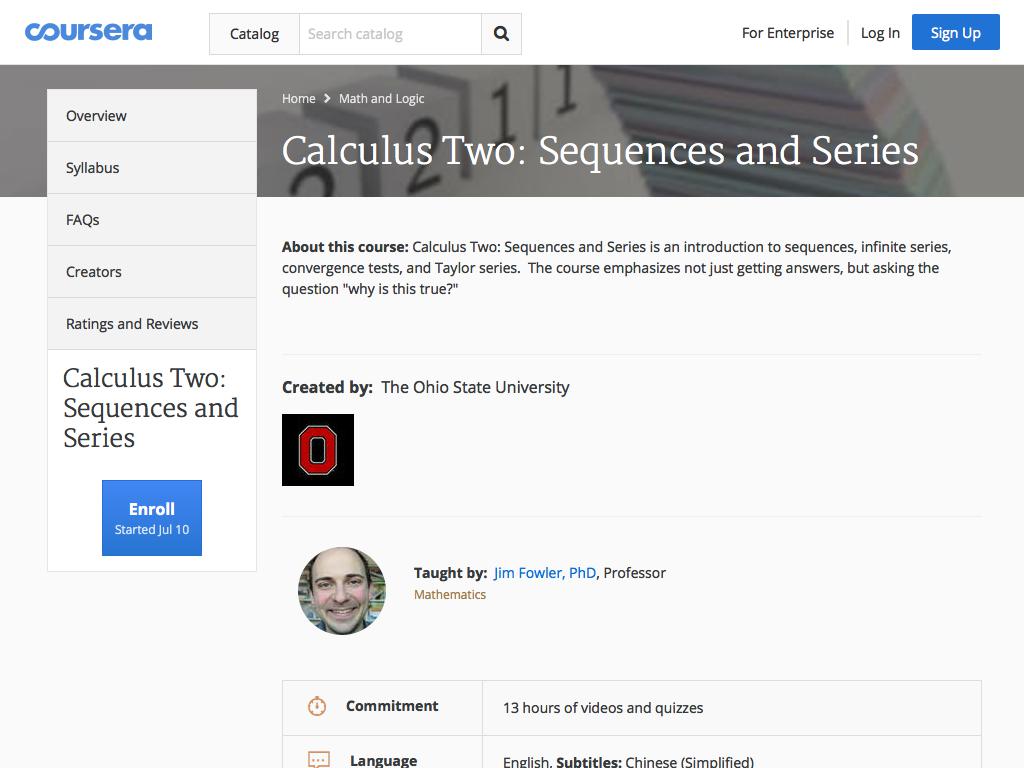 coursera
Catalog
Search catalog
For Enterprise
Log In
Sign Up
Home > Math and Logic
Calculus Two: Sequences and Series
Overview
Syllabus
FAQs
Creators
Ratings and Reviews
Calculus Two:
Sequences and
Series
Enroll
Started Jul 10
About this course: Calculus Two: Sequences and Series is an introduction to sequences, infinite series,
convergence tests, and Taylor series. The course emphasizes not just getting answers, but asking the
question "why is this true?"
Created by: The Ohio State University
O
Taught by: Jim Fowler, PhD, Professor
Mathematics
Commitment
13 hours of videos and quizzes
Language
English, Subtitles: Chinese (Simplified)